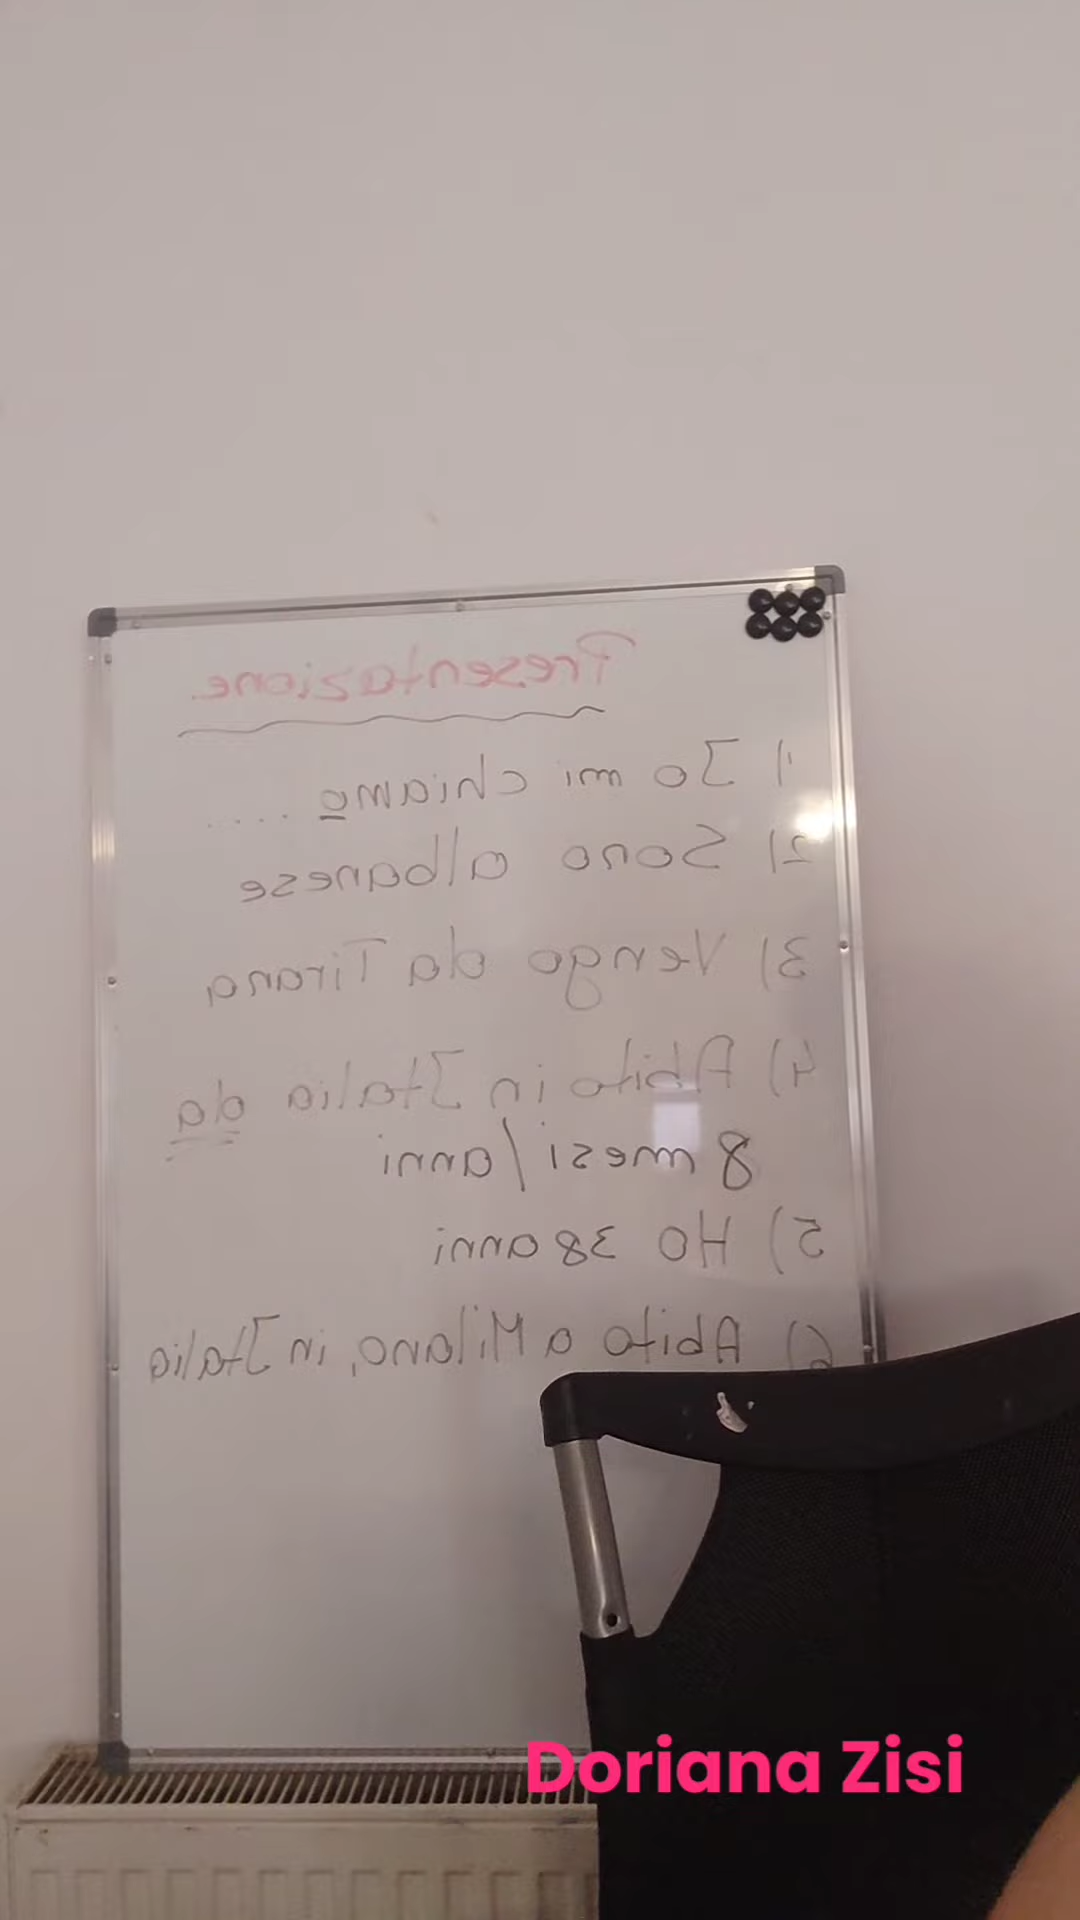 Presentazione
1) Io mi chiamo .....
2) Sono albanese
3) Vengo da Tirana
4) Abito in Italia da
8 mesi/anni
5) Ho 38 anni
6) Abito a Milano, in Italia
Doriana Zisi